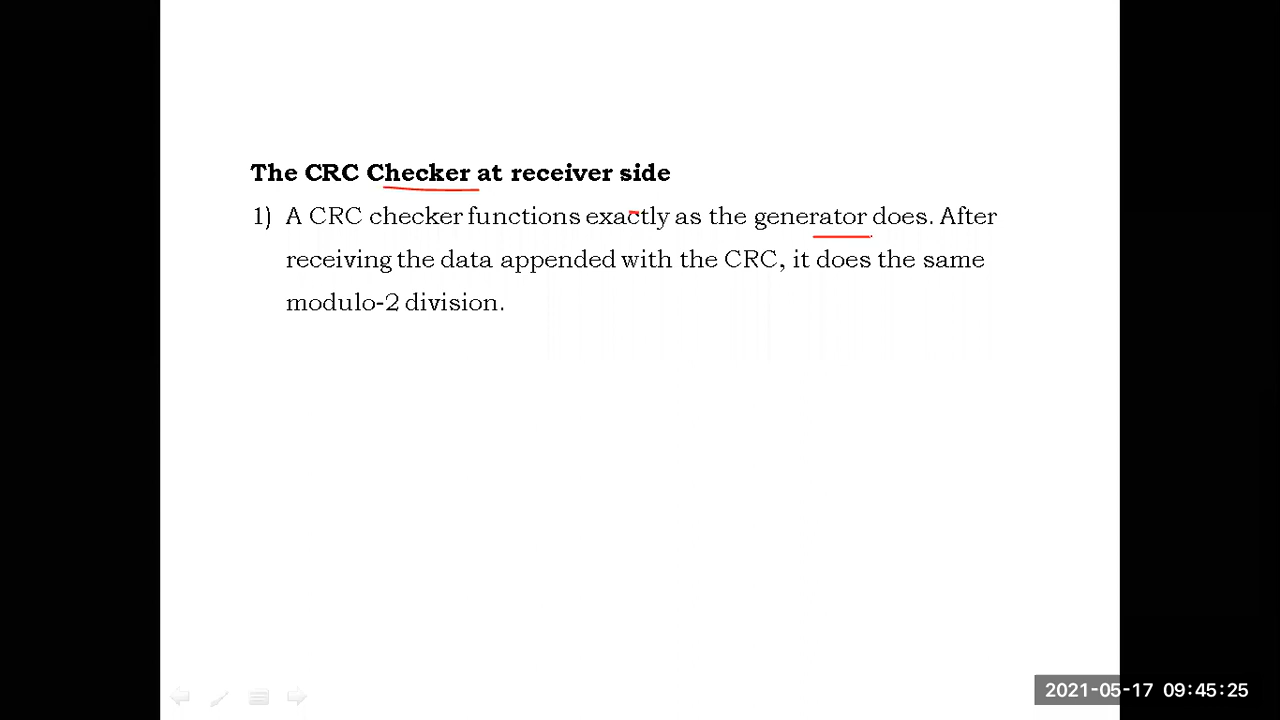 The CRC Checker at receiver side
1) A CRC checker functions exactly as the generator does. After
receiving the data appended with the CRC, it does the same
modulo-2 division.
2021-05-17 09:45:25